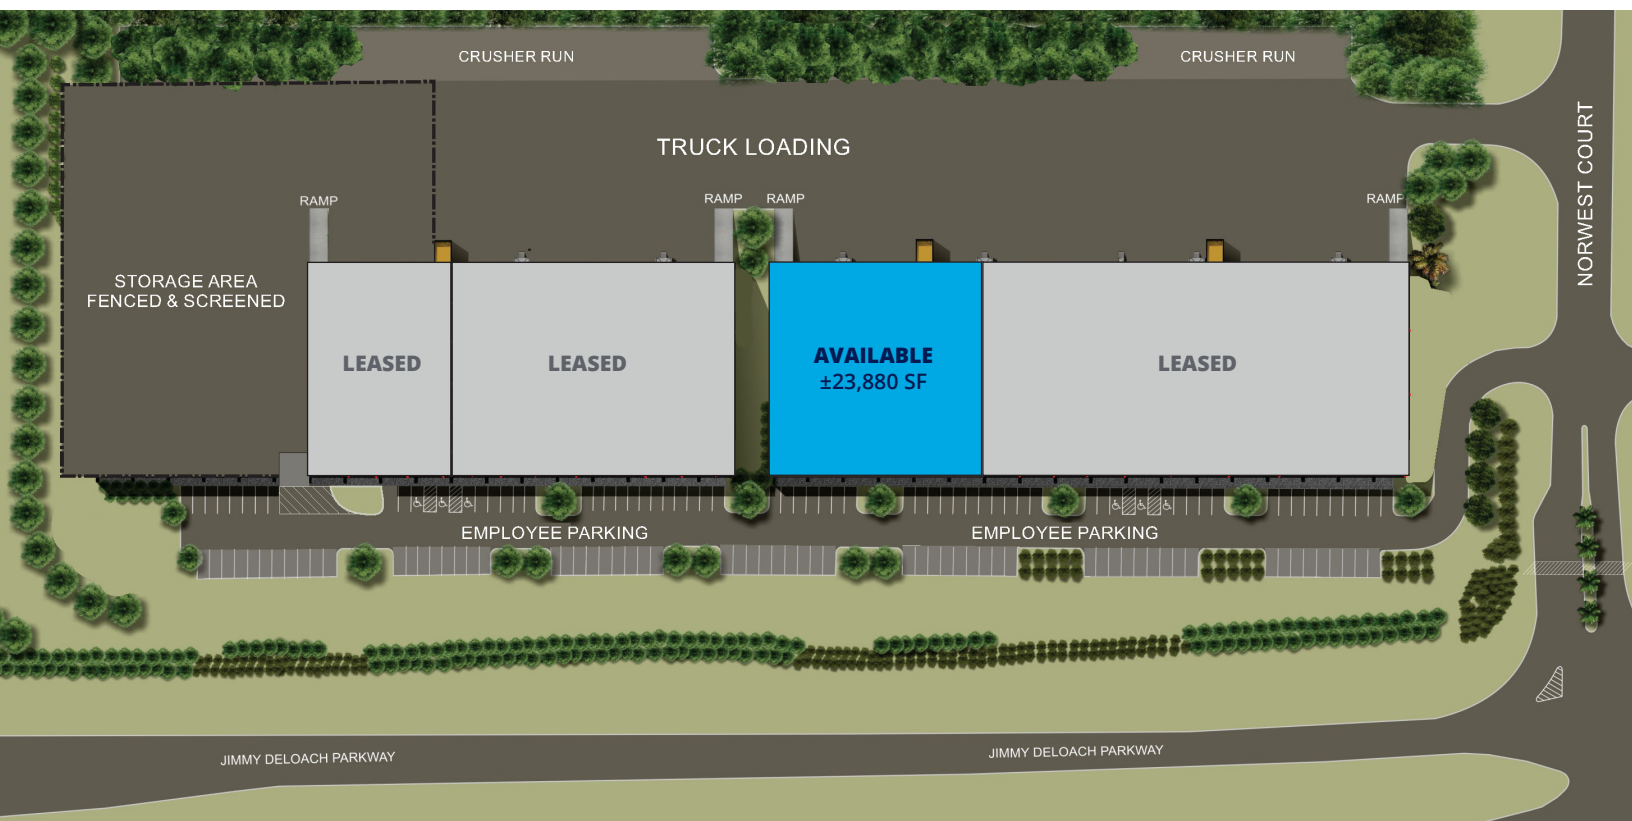 CRUSHER RUN
CRUSHER RUN
TRUCK LOADING
NORWEST COURT
RAMP
RAMP
RAMP
RAMP
STORAGE AREA
FENCED & SCREENED
LEASED
LEASED
AVAILABLE
±23,880 SF
LEASED
EMPLOYEE PARKING
EMPLOYEE PARKING
JIMMY DELOACH PARKWAY
JIMMY DELOACH PARKWAY